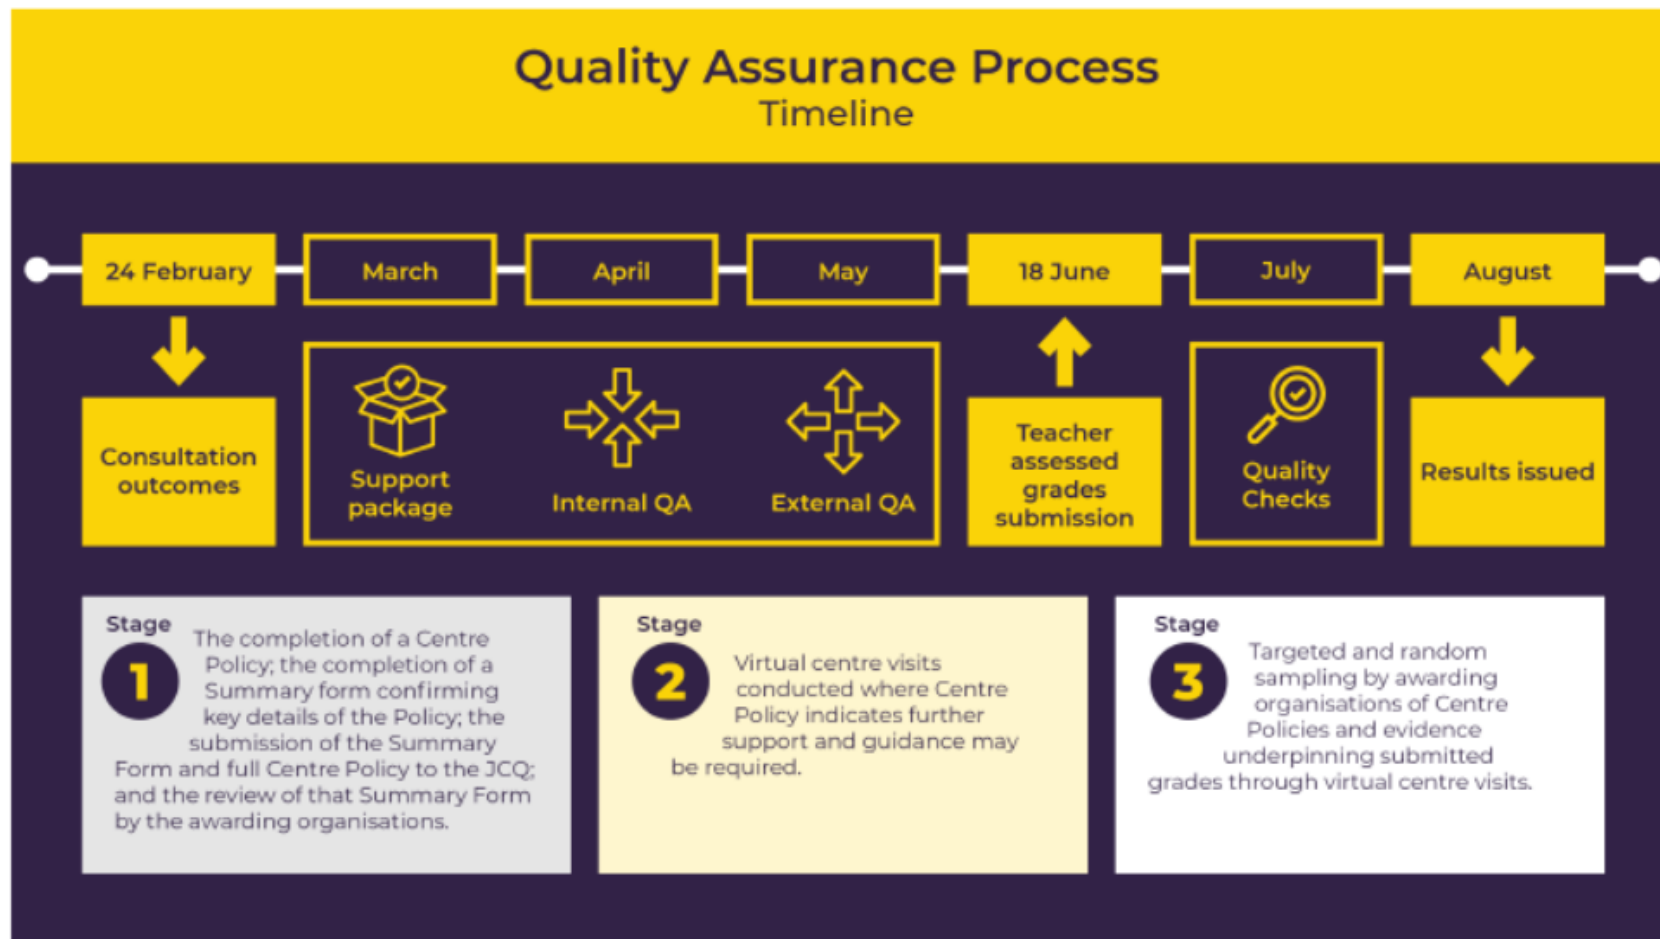 Quality Assurance Process
Timeline
24 February
March
April
May
18 June
July
August
Consultation
outcomes
Support
package
Internal QA
External QA
Teacher
assessed
grades
submission
Quality
Checks
Results issued
Stage
1
The completion of a Centre
Policy; the completion of a
Summary form confirming
key details of the Policy; the
submission of the Summary
Form and full Centre Policy to the JCQ;
and the review of that Summary Form
by the awarding organisations.
Stage
2
Virtual centre visits
conducted where Centre
Policy indicates further
support and guidance may
be required.
Stage
3
Targeted and random
sampling by awarding
organisations of Centre
Policies and evidence
underpinning submitted
grades through virtual centre visits.